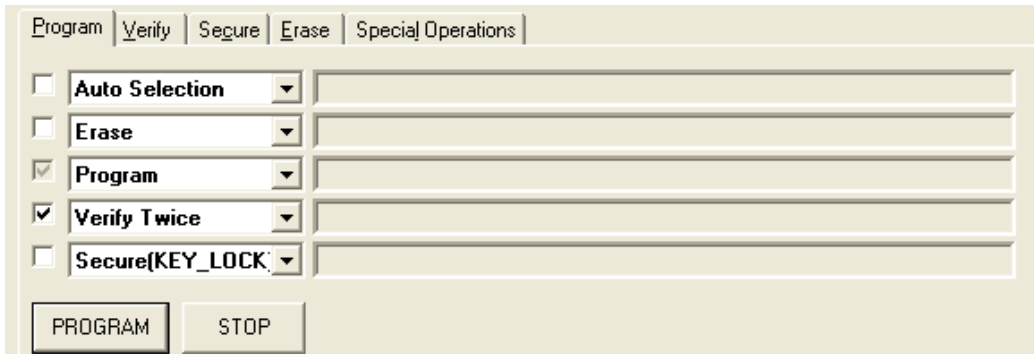 Program Verify Secure Erase Special Operations
Auto Selection
Erase
Program
Verify Twice
Secure(KEY_LOCK)
PROGRAM STOP